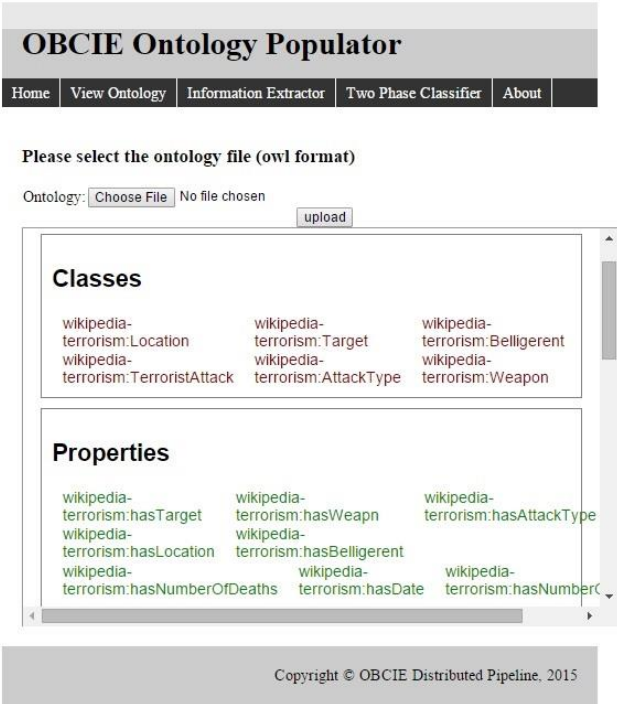 OBCIE Ontology Populator
Home View Ontology Information Extractor Two Phase Classifier About
Please select the ontology file (owl format)
Ontology: Choose File No file chosen
upload
Classes
wikipedia- wikipedia- wikipedia-
terrorism:Location terrorism:Target terrorism:Belligerent
wikipedia- wikipedia- wikipedia-
terrorism:TerroristAttack terrorism:AttackType terrorism:Weapon
Properties
wikipedia- wikipedia- wikipedia-
terrorism:hasTarget terrorism:hasWeapn terrorism:hasAttackType
wikipedia- wikipedia-
terrorism:hasLocation terrorism:hasBelligerent
wikipedia- wikipedia- wikipedia-
terrorism:hasNumberOfDeaths terrorism:hasDate terrorism:hasNumber
Copyright © OBCIE Distributed Pipeline, 2015